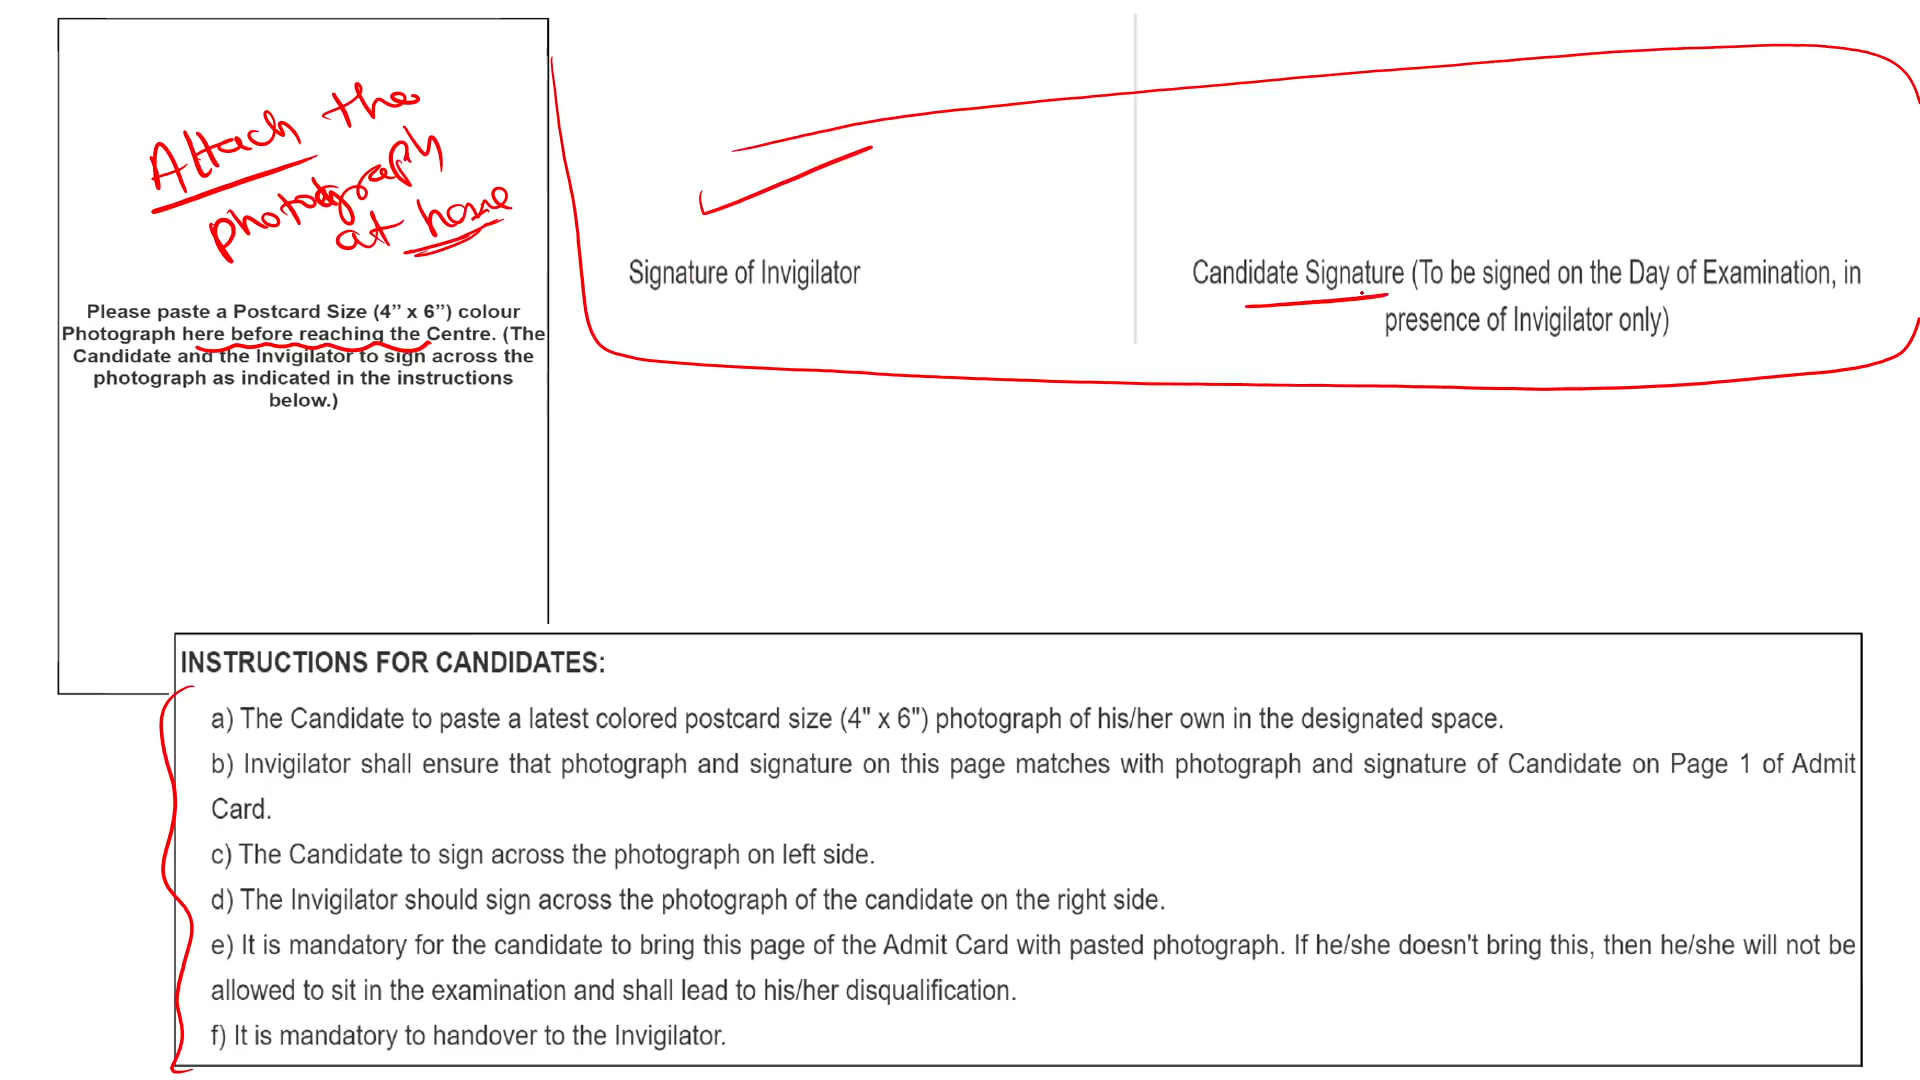 Attach the
photograph
at home
Please paste a Postcard Size (4” x 6”) colour
Photograph here before reaching the Centre. (The
Candidate and the Invigilator to sign across the
photograph as indicated in the instructions
below.)
Signature of Invigilator
Candidate Signature (To be signed on the Day of Examination, in
presence of Invigilator only)
INSTRUCTIONS FOR CANDIDATES:
a) The Candidate to paste a latest colored postcard size (4" x 6") photograph of his/her own in the designated space.
b) Invigilator shall ensure that photograph and signature on this page matches with photograph and signature of Candidate on Page 1 of Admit
Card.
c) The Candidate to sign across the photograph on left side.
d) The Invigilator should sign across the photograph of the candidate on the right side.
e) It is mandatory for the candidate to bring this page of the Admit Card with pasted photograph. If he/she doesn't bring this, then he/she will not be
allowed to sit in the examination and shall lead to his/her disqualification.
f) It is mandatory to handover to the Invigilator.